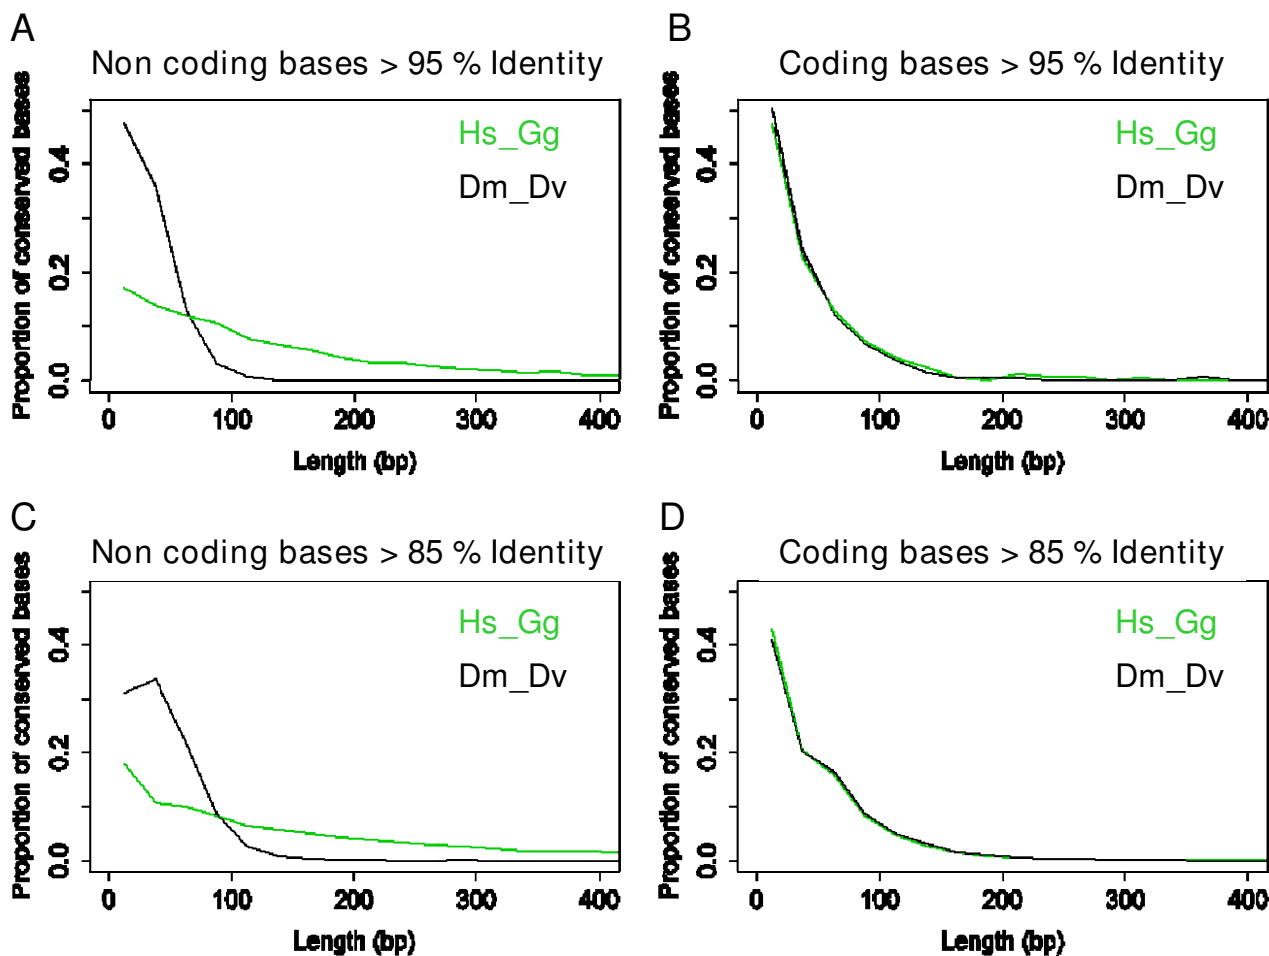 A
Non coding bases > 95 % Identity
Proportion of conserved bases
0.0 0.2 0.4
Hs_Gg
Dm_Dv
0 100 200 300 400
Length (bp)
B
Coding bases > 95 % Identity
Proportion of conserved bases
0.0 0.2 0.4
Hs_Gg
Dm_Dv
0 100 200 300 400
Length (bp)
C
Non coding bases > 85 % Identity
Proportion of conserved bases
0.0 0.2 0.4
Hs_Gg
Dm_Dv
0 100 200 300 400
Length (bp)
D
Coding bases > 85 % Identity
Proportion of conserved bases
0.0 0.2 0.4
Hs_Gg
Dm_Dv
0 100 200 300 400
Length (bp)